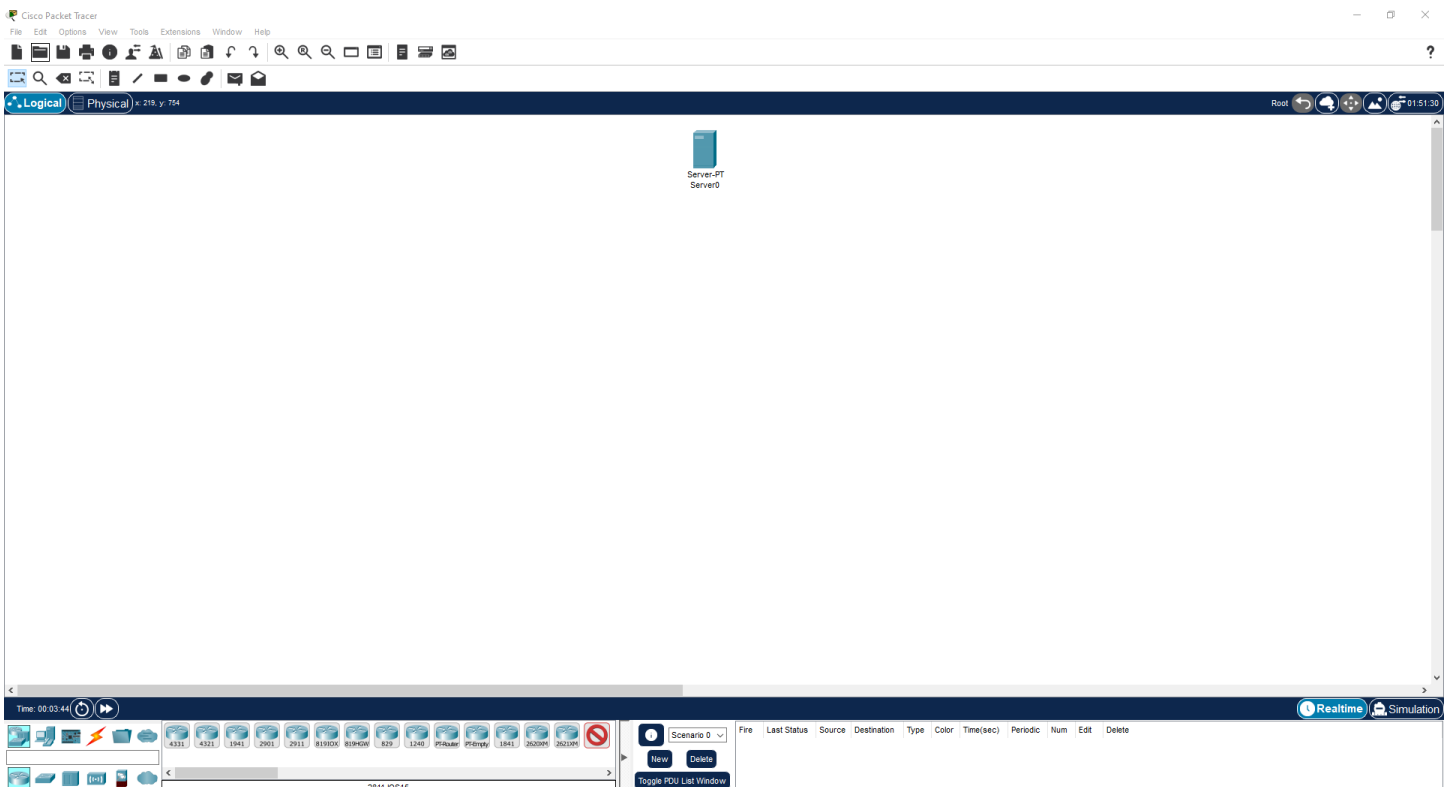 Cisco Packet Tracer
File Edit Options View Tools Extensions Window Help
?
Logical Physical x: 219, y: 754 Root 01:51:30
Server-PT
Server0
Time: 00:03:44 Realtime Simulation
4331 4321 1941 2901 2911 819IOX 819HGW 829 1240 PT-Router PT-Empty 1841 2620XM 2621XM
Scenario 0
Fire Last Status Source Destination Type Color Time(sec) Periodic Num Edit Delete
New Delete
Toggle PDU List Window
2811 IOS15